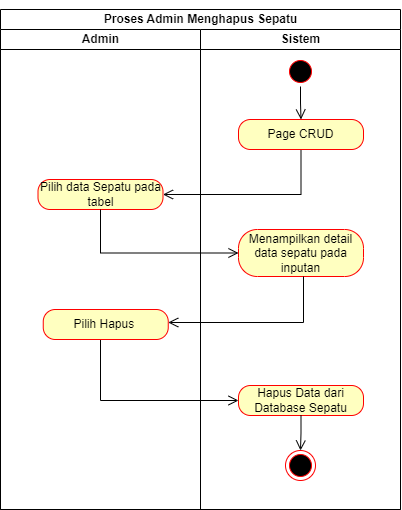 Proses Admin Menghapus Sepatu
Admin
Sistem
Page CRUD
Pilih data Sepatu pada
tabel
Menampilkan detail
data sepatu pada
inputan
Pilih Hapus
Hapus Data dari
Database Sepatu